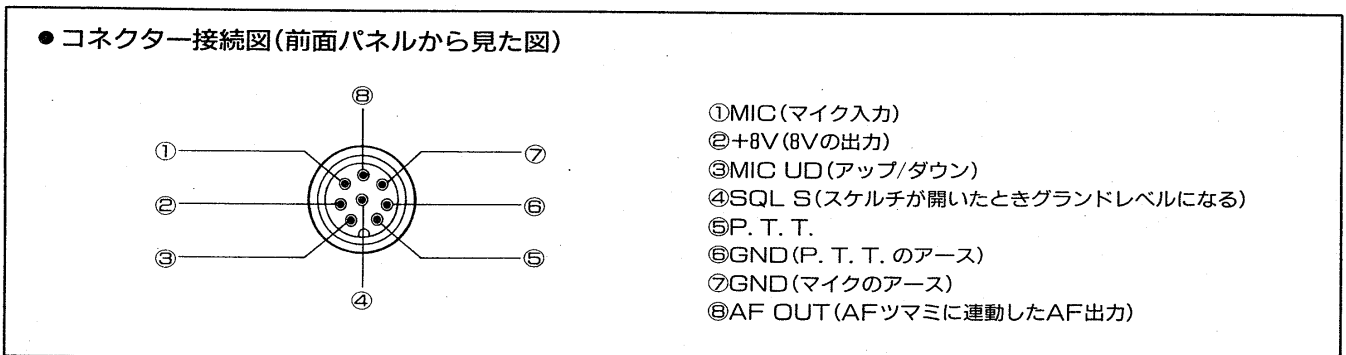 ●コネクター接続図(前面パネルから見た図)
⑧
①
⑦
②
⑥
③
⑤
④
①MIC(マイク入力)
②+8V(8Vの出力)
③MIC UD(アップ/ダウン)
④SQL S(スケルチが開いたときグランドレベルになる)
⑤P. T. T.
⑥GND(P. T. T. のアース)
⑦GND(マイクのアース)
⑧AF OUT(AFツマミに連動したAF出力)